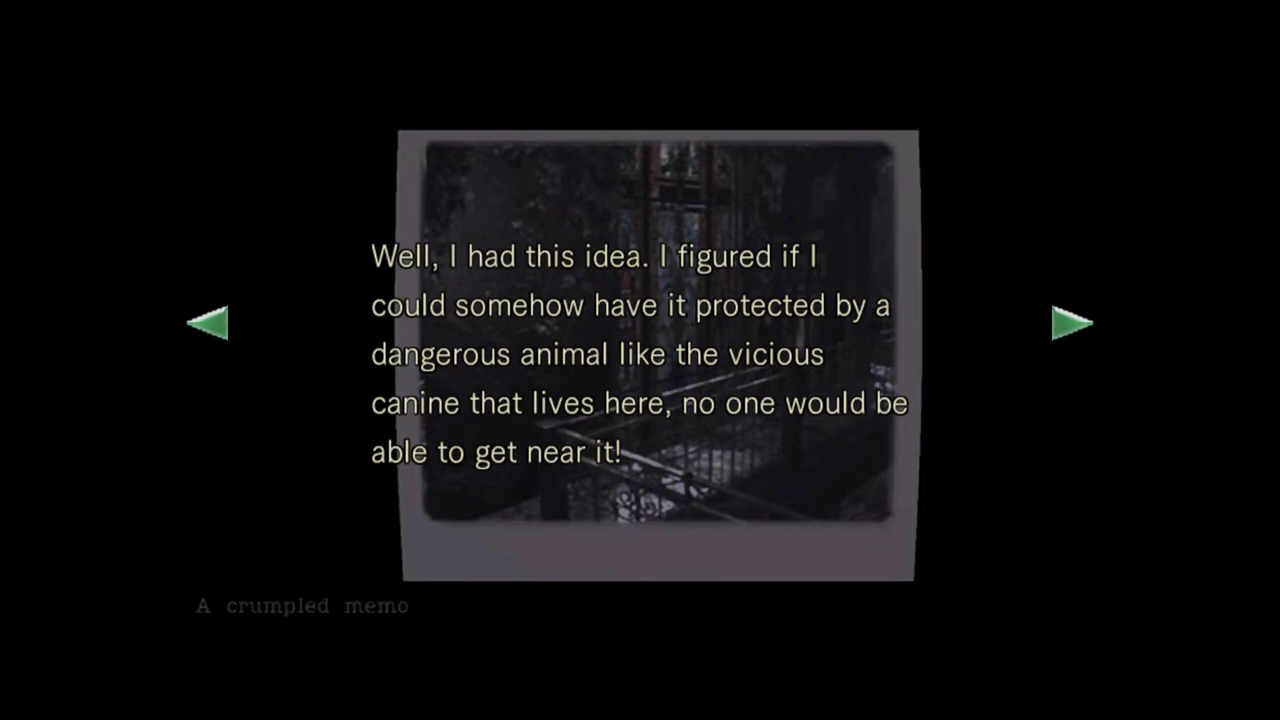 Well, I had this idea. I figured if I
could somehow have it protected by a
dangerous animal like the vicious
canine that lives here, no one would be
able to get near it!
A crumpled memo